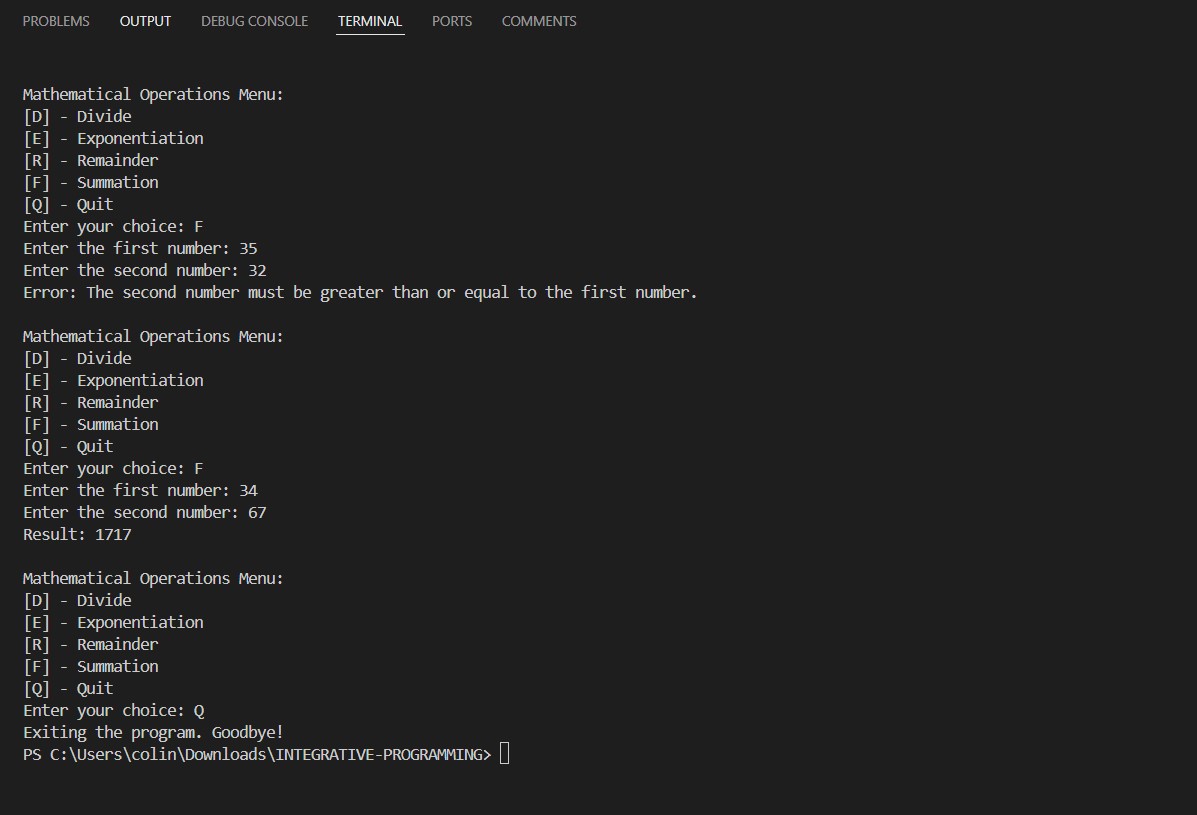 PROBLEMS OUTPUT DEBUG CONSOLE TERMINAL PORTS COMMENTS
Mathematical Operations Menu:
[D] - Divide
[E] - Exponentiation
[R] - Remainder
[F] - Summation
[Q] - Quit
Enter your choice: F
Enter the first number: 35
Enter the second number: 32
Error: The second number must be greater than or equal to the first number.
Mathematical Operations Menu:
[D] - Divide
[E] - Exponentiation
[R] - Remainder
[F] - Summation
[Q] - Quit
Enter your choice: F
Enter the first number: 34
Enter the second number: 67
Result: 1717
Mathematical Operations Menu:
[D] - Divide
[E] - Exponentiation
[R] - Remainder
[F] - Summation
[Q] - Quit
Enter your choice: Q
Exiting the program. Goodbye!
PS C:\Users\colin\Downloads\INTEGRATIVE-PROGRAMMING>